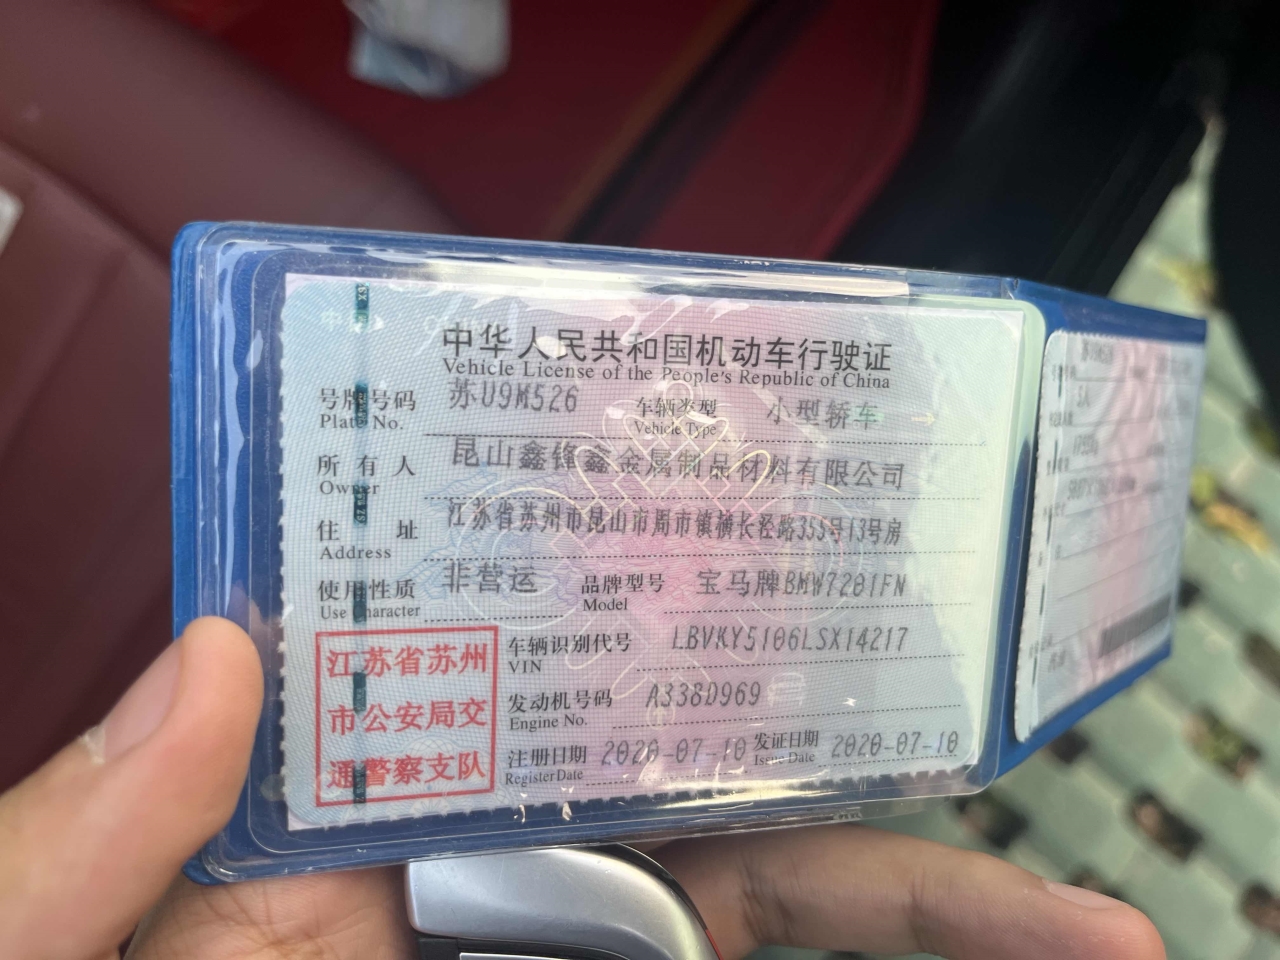 中华人民共和国机动车行驶证
Vehicle License of the People's Republic of China
号牌号码 苏U9M526 车辆类型 小型轿车
Plate No. Vehicle Type
所有人 昆山鑫锋鑫金属制品材料有限公司
Owner
住址 江苏省苏州市昆山市周市镇横长泾路355号13号房
Address
使用性质 非营运 品牌型号 宝马牌BMW7201FN
Use Character Model
江苏省苏州
市公安局交
通警察支队
车辆识别代号 LBVKY5106LSX14217
VIN
发动机号码 A338D969
Engine No.
注册日期 2020-07-10 发证日期 2020-07-10
Register Date Issue Date